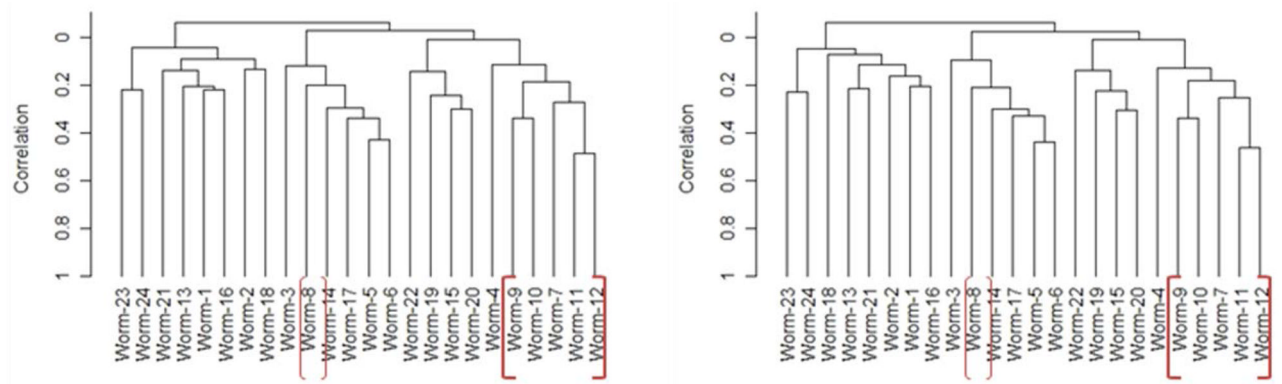 Correlation
0
0.2
0.4
0.6
0.8
1
Worm-23
Worm-24
Worm-21
Worm-13
Worm-1
Worm-16
Worm-2
Worm-18
Worm-3
Worm-8
Worm-14
Worm-17
Worm-5
Worm-6
Worm-22
Worm-19
Worm-15
Worm-20
Worm-4
Worm-9
Worm-10
Worm-7
Worm-11
Worm-12
Correlation
0
0.2
0.4
0.6
0.8
1
Worm-23
Worm-24
Worm-18
Worm-13
Worm-21
Worm-2
Worm-1
Worm-16
Worm-3
Worm-8
Worm-14
Worm-17
Worm-5
Worm-6
Worm-22
Worm-19
Worm-15
Worm-20
Worm-4
Worm-9
Worm-10
Worm-7
Worm-11
Worm-12